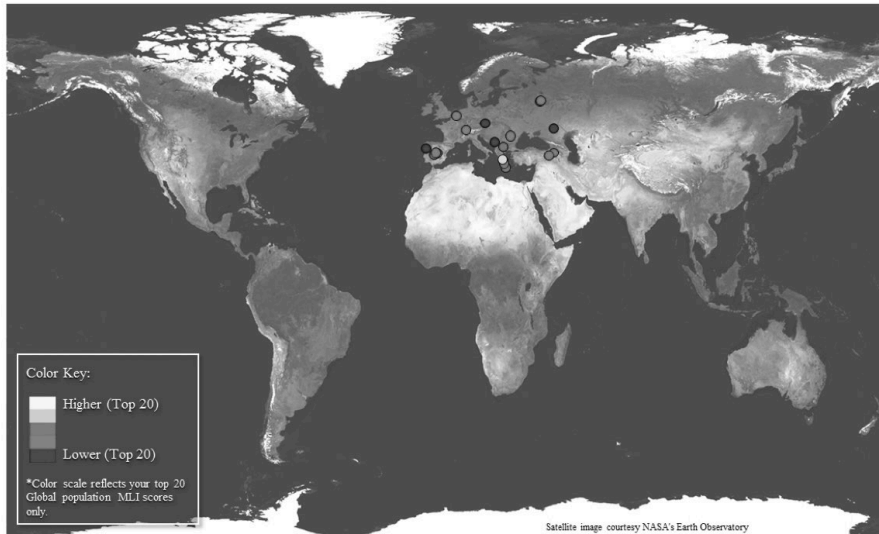 Color Key:
Higher (Top 20)
Lower (Top 20)
*Color scale reflects your top 20
Global population MLI scores
only.
Satellite image courtesy NASA's Earth Observatory